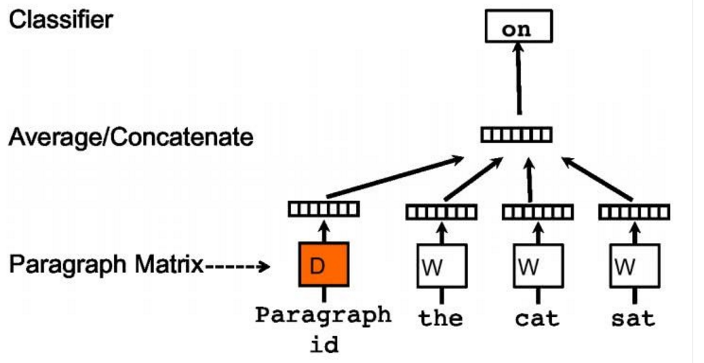 Classifier
on
Average/Concatenate
Paragraph Matrix
D
W
W
W
Paragraph
id
the
cat
sat